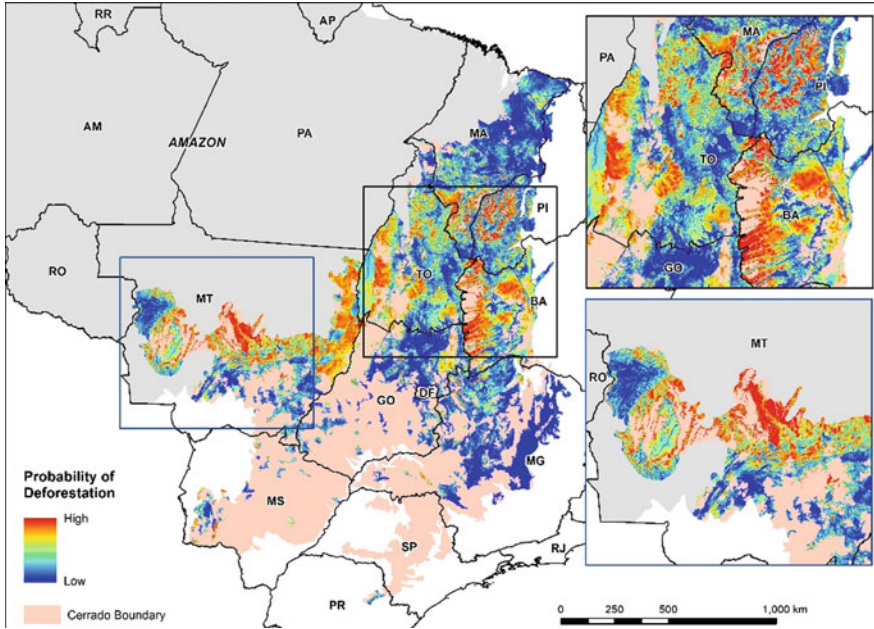 RR
AP
AM
AMAZON
PA
MA
PI
TO
RO
MT
BA
GO
DF
MG
MS
SP
RJ
PR
Probability of
Deforestation
High
Low
Cerrado Boundary
0 250 500 1,000 km
PA
MA
PI
TO
BA
GO
MT
RO